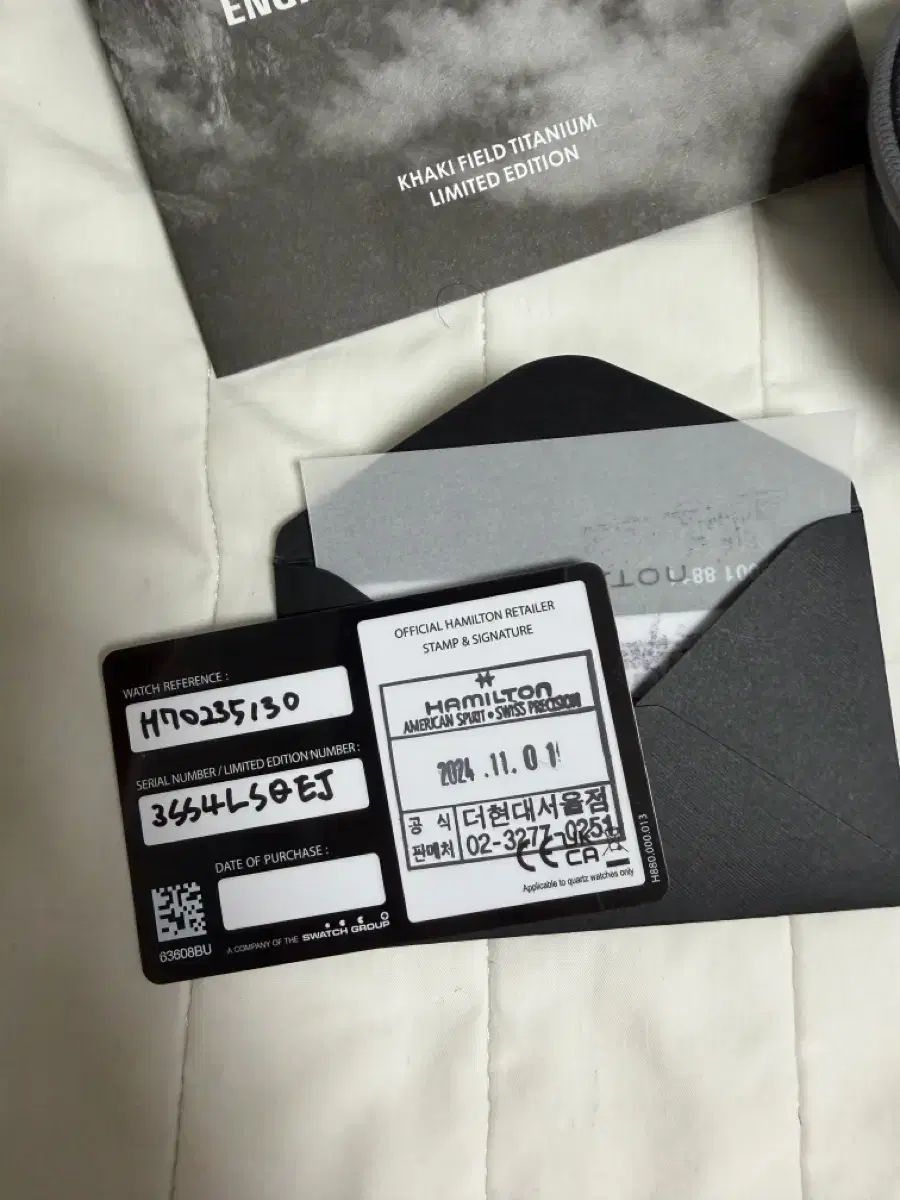 KHAKI FIELD TITANIUM
LIMITED EDITION
WATCH REFERENCE :
H70235130
SERIAL NUMBER / LIMITED EDITION NUMBER :
DATE OF PURCHASE :
63608BU
A COMPANY OF THE SWATCH GROUP
OFFICIAL HAMILTON RETAILER
STAMP & SIGNATURE
HAMILTON
AMERICAN SPIRIT • SWISS PRECISION
2024.11.01
공식 판매처
더현대서울점
02-3277-0251
CE UK CA
Applicable to quartz watches only
H880.000.013